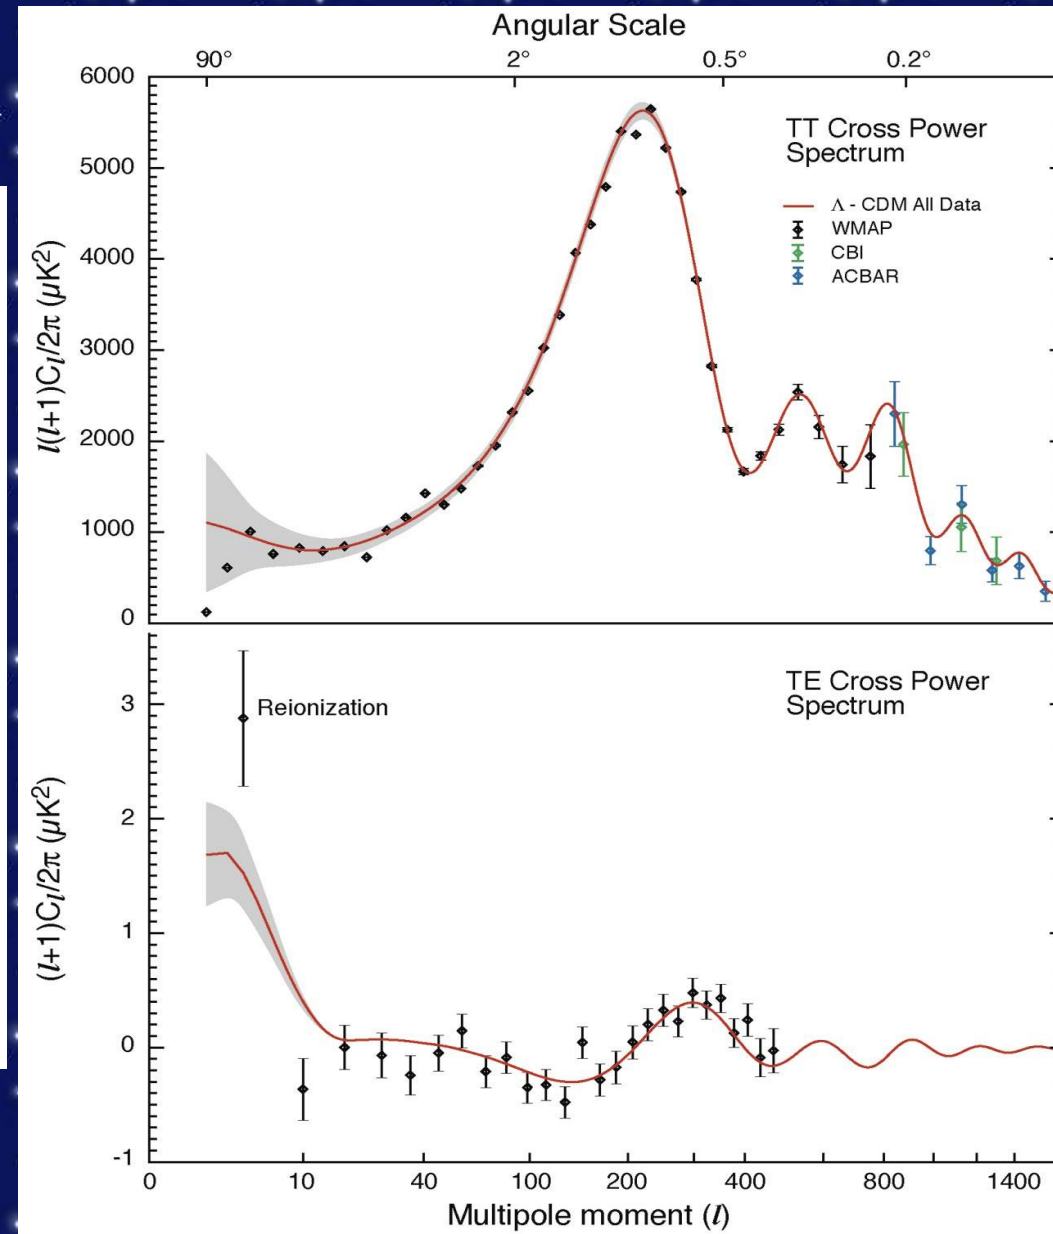 Angular Scale
90° 2° 0.5° 0.2°
6000
5000
4000
3000
2000
1000
0
l(l+1)Cl/2π (μK²)
TT Cross Power
Spectrum
Λ - CDM All Data
WMAP
CBI
ACBAR
3
2
1
0
-1
(l+1)Cl/2π (μK²)
Reionization
TE Cross Power
Spectrum
0 10 40 100 200 400 800 1400
Multipole moment (l)